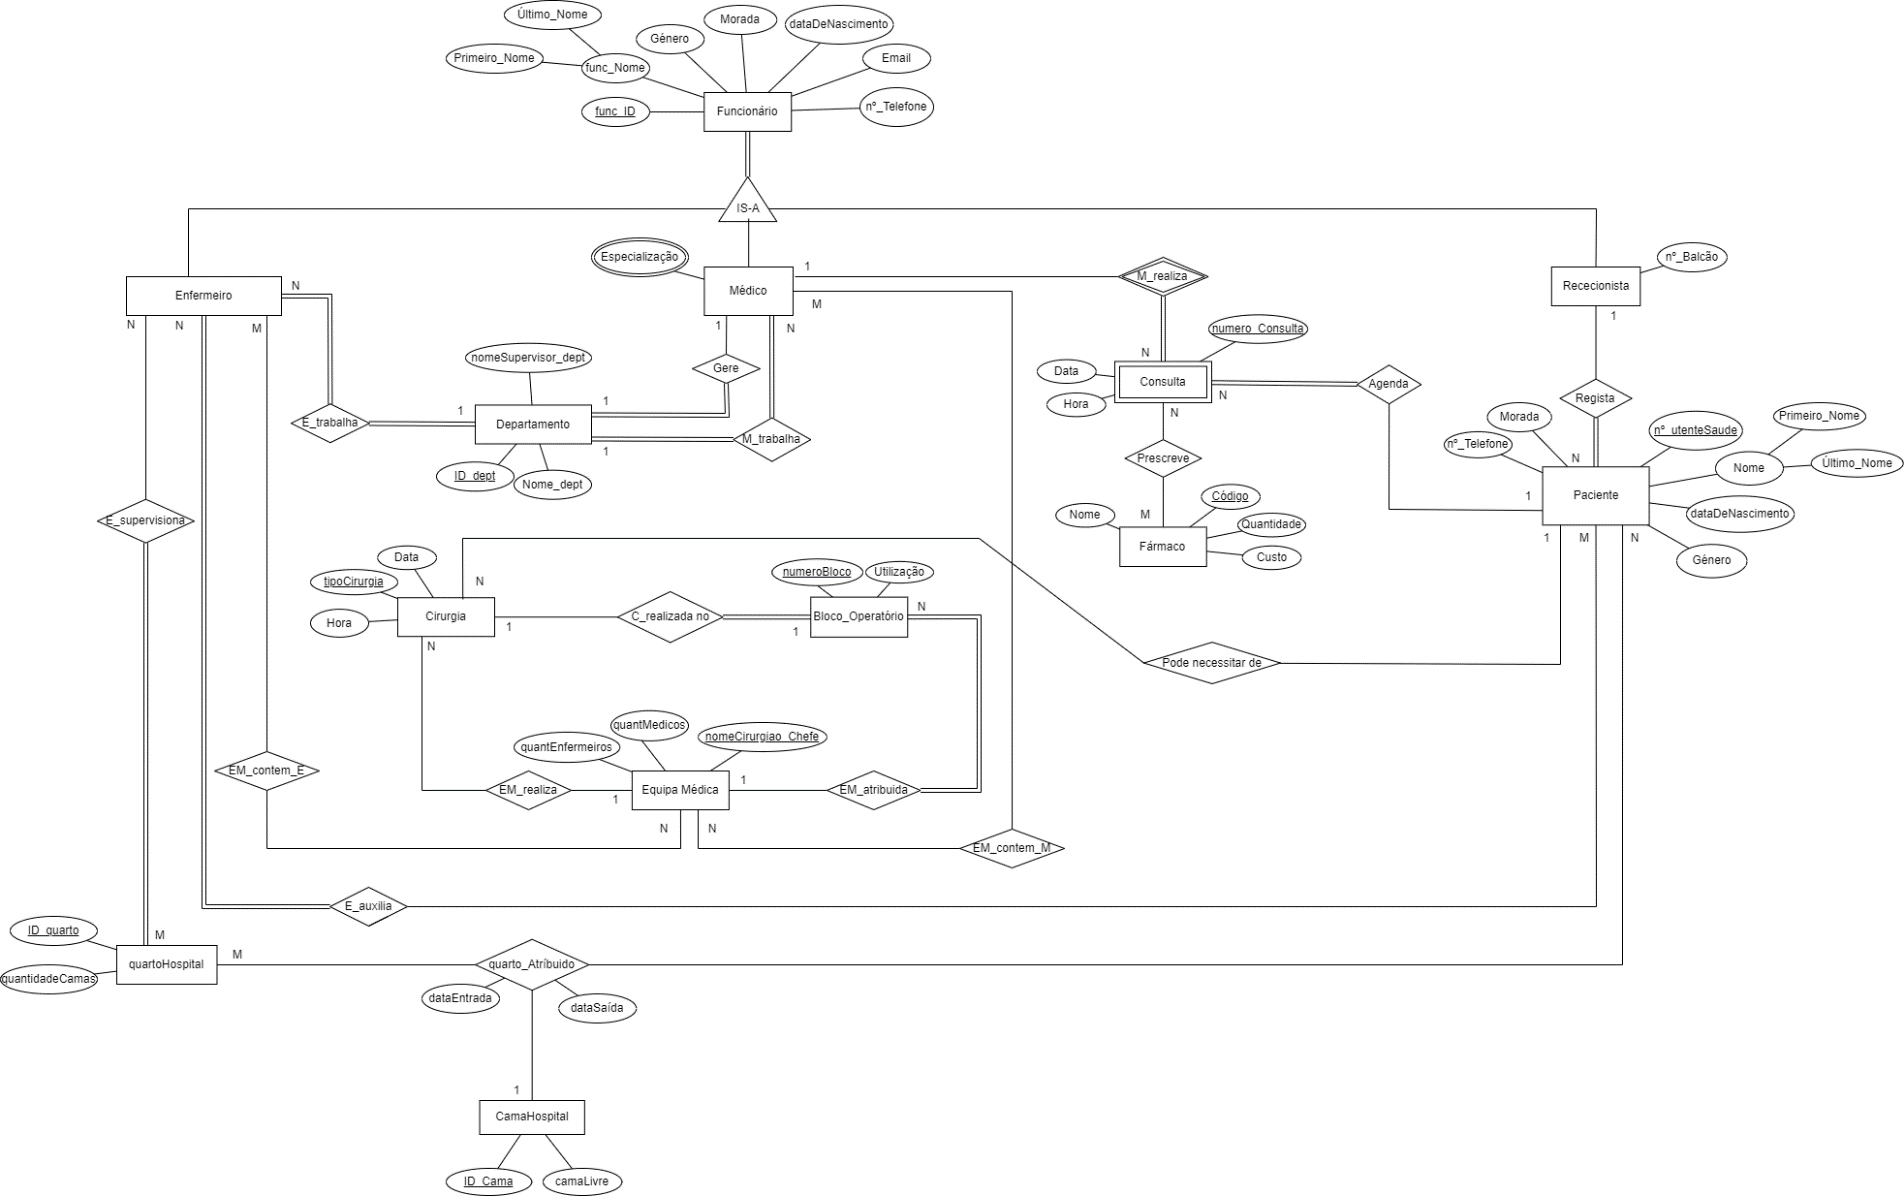 Último_Nome
Morada
dataDeNascimento
Género
Primeiro_Nome
func_Nome
Email
func_ID
Funcionário
nº_Telefone
IS-A
Especialização
Enfermeiro
N
Médico
1
M_realiza
Rececionista
nº_Balcão
M
N
N
M
1
N
1
numero_Consulta
nomeSupervisor_dept
Gere
N
Data
Consulta
Agenda
N
Hora
N
Regista
1
1
E_trabalha
Departamento
M_trabalha
1
Morada
Primeiro_Nome
nº_utenteSaude
nº_Telefone
N
Nome
Último_Nome
Prescreve
ID_dept
Nome_dept
1
Paciente
dataDeNascimento
Código
Nome
M
Quantidade
E_supervisiona
Fármaco
Custo
1
M
N
Género
Data
tipoCirurgia
N
numeroBloco
Utilização
Hora
Cirurgia
1
C_realizada no
1
Bloco_Operatório
N
N
Pode necessitar de
quantMedicos
nomeCirurgiao_Chefe
quantEnfermeiros
EM_contem_E
EM_realiza
1
Equipa Médica
1
EM_atribuida
N
N
EM_contem_M
E_auxilia
ID_quarto
M
M
quartoHospital
quarto_Atríbuido
quantidadeCamas
dataEntrada
dataSaída
1
CamaHospital
ID_Cama
camaLivre